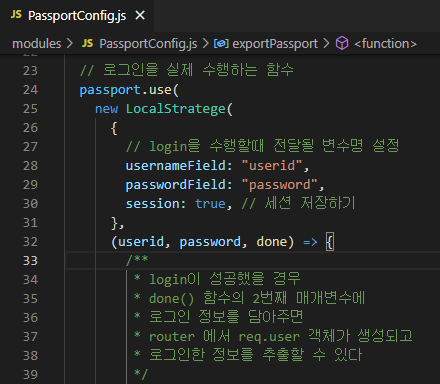 JS PassportConfig.js ×
modules > JS PassportConfig.js > exportPassport > <function>
23 // 로그인을 실제 수행하는 함수
24 passport.use(
25 new LocalStratege(
26 {
27 // login을 수행할때 전달될 변수명 설정
28 usernameField: "userid",
29 passwordField: "password",
30 session: true, // 세션 저장하기
31 },
32 (userid, password, done) => {
33 /**
34 * login이 성공했을 경우
35 * done() 함수의 2번째 매개변수에
36 * 로그인 정보를 담아주면
37 * router 에서 req.user 객체가 생성되고
38 * 로그인한 정보를 추출할 수 있다
39 */